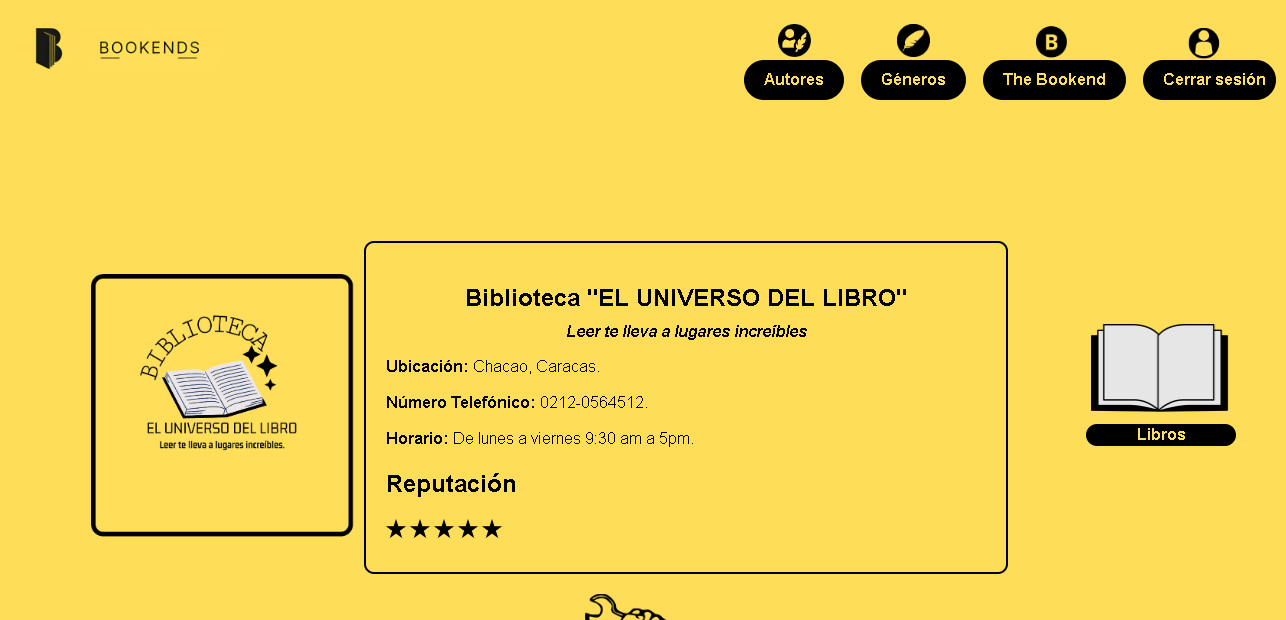 BOOKENDS
Autores
Géneros
B
The Bookend
Cerrar sesión
BIBLIOTECA
EL UNIVERSO DEL LIBRO
Leer te lleva a lugares increíbles.
Biblioteca "EL UNIVERSO DEL LIBRO"
Leer te lleva a lugares increíbles
Ubicación: Chacao, Caracas.
Número Telefónico: 0212-0564512.
Horario: De lunes a viernes 9:30 am a 5pm.
Reputación
★★★★★
Libros